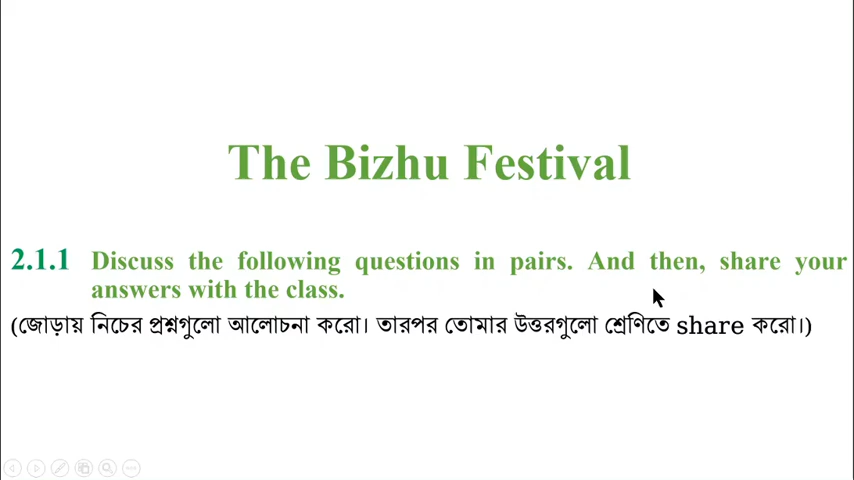 The Bizhu Festival
2.1.1 Discuss the following questions in pairs. And then, share your
answers with the class.
(জোড়ায় নিচের প্রশ্নগুলো আলোচনা করো। তারপর তোমার উত্তরগুলো শ্রেণিতে share করো।)